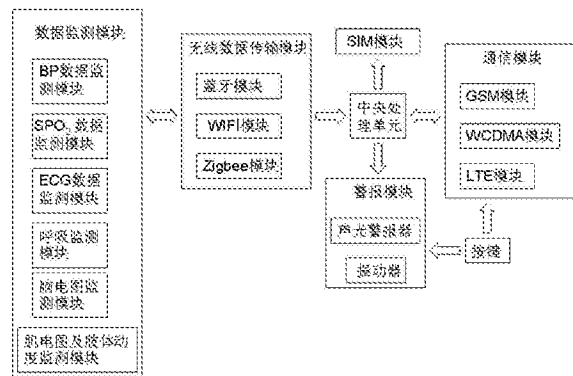 数据监测模块
BP数据监
测模块
SPO₂数据
监测模块
ECG数据
监测模块
呼吸监测
模块
脑电图监
测模块
肌电图及肢体动
度监测模块
无线数据传输模块
蓝牙模块
WIFI模块
Zigbee模块
SIM模块
中央处
理单元
警报模块
声光警报器
振动器
通信模块
GSM模块
WCDMA模块
LTE模块
按键